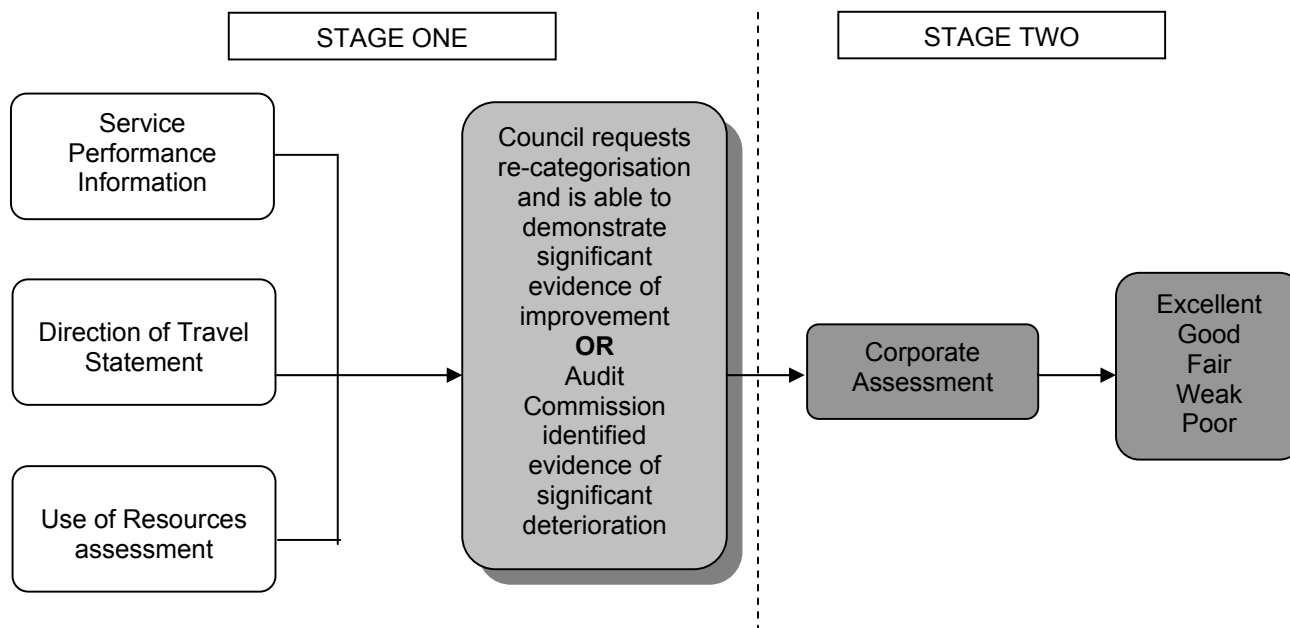 STAGE ONE
STAGE TWO
Service
Performance
Information
Direction of Travel
Statement
Use of Resources
assessment
Council requests
re-categorisation
and is able to
demonstrate
significant
evidence of
improvement
OR
Audit
Commission
identified
evidence of
significant
deterioration
Corporate
Assessment
Excellent
Good
Fair
Weak
Poor